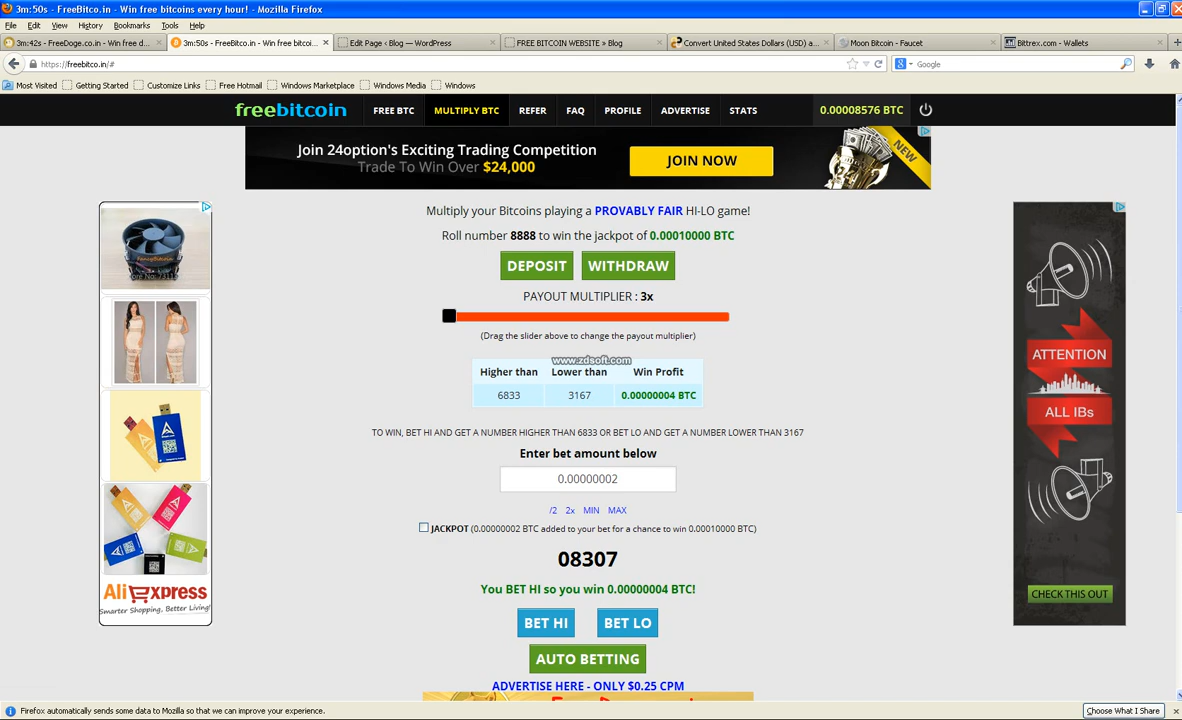 3m:50s - FreeBitco.in - Win free bitcoins every hour! - Mozilla Firefox
File Edit View History Bookmarks Tools Help
3m:42s - FreeDoge.co.in - Win free d...
3m:50s - FreeBitco.in - Win free bitcoi...
Edit Page ‹ Blog — WordPress
FREE BITCOIN WEBSITE » Blog
Convert United States Dollars (USD) a...
Moon Bitcoin - Faucet
Bittrex.com - Wallets
https://freebitco.in/#
Google
Most Visited Getting Started Customize Links Free Hotmail Windows Marketplace Windows Media Windows
freebitcoin FREE BTC MULTIPLY BTC REFER FAQ PROFILE ADVERTISE STATS 0.00008576 BTC
Join 24option's Exciting Trading Competition
Trade To Win Over $24,000
JOIN NOW
NEW
Multiply your Bitcoins playing a PROVABLY FAIR HI-LO game!
Roll number 8888 to win the jackpot of 0.00010000 BTC
DEPOSIT WITHDRAW
PAYOUT MULTIPLIER : 3x
(Drag the slider above to change the payout multiplier)
www.zdsoft.com
Higher than Lower than Win Profit
6833 3167 0.00000004 BTC
TO WIN, BET HI AND GET A NUMBER HIGHER THAN 6833 OR BET LO AND GET A NUMBER LOWER THAN 3167
Enter bet amount below
0.00000002
/2 2x MIN MAX
JACKPOT (0.00000002 BTC added to your bet for a chance to win 0.00010000 BTC)
08307
You BET HI so you win 0.00000004 BTC!
BET HI BET LO
AUTO BETTING
ADVERTISE HERE - ONLY $0.25 CPM
AliExpress
Smarter Shopping, Better Living!
ATTENTION
ALL IBs
CHECK THIS OUT
Firefox automatically sends some data to Mozilla so that we can improve your experience.
Choose What I Share